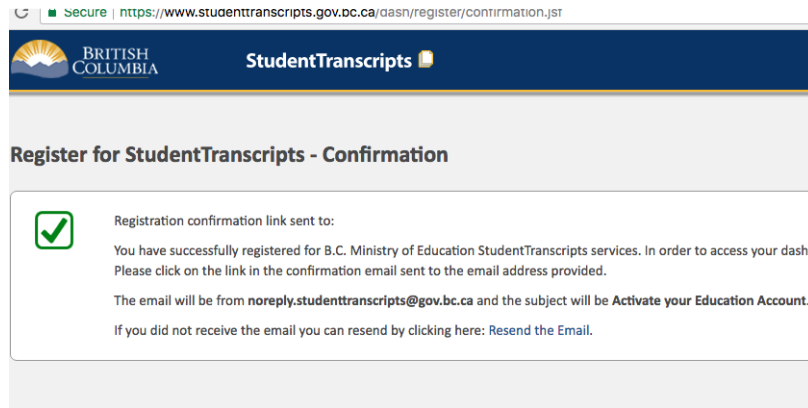 Secure | https://www.studenttranscripts.gov.bc.ca/dash/register/confirmation.jsf
BRITISH
COLUMBIA
StudentTranscripts
Register for StudentTranscripts - Confirmation
Registration confirmation link sent to:
You have successfully registered for B.C. Ministry of Education StudentTranscripts services. In order to access your dash
Please click on the link in the confirmation email sent to the email address provided.
The email will be from noreply.studenttranscripts@gov.bc.ca and the subject will be Activate your Education Account.
If you did not receive the email you can resend by clicking here: Resend the Email.